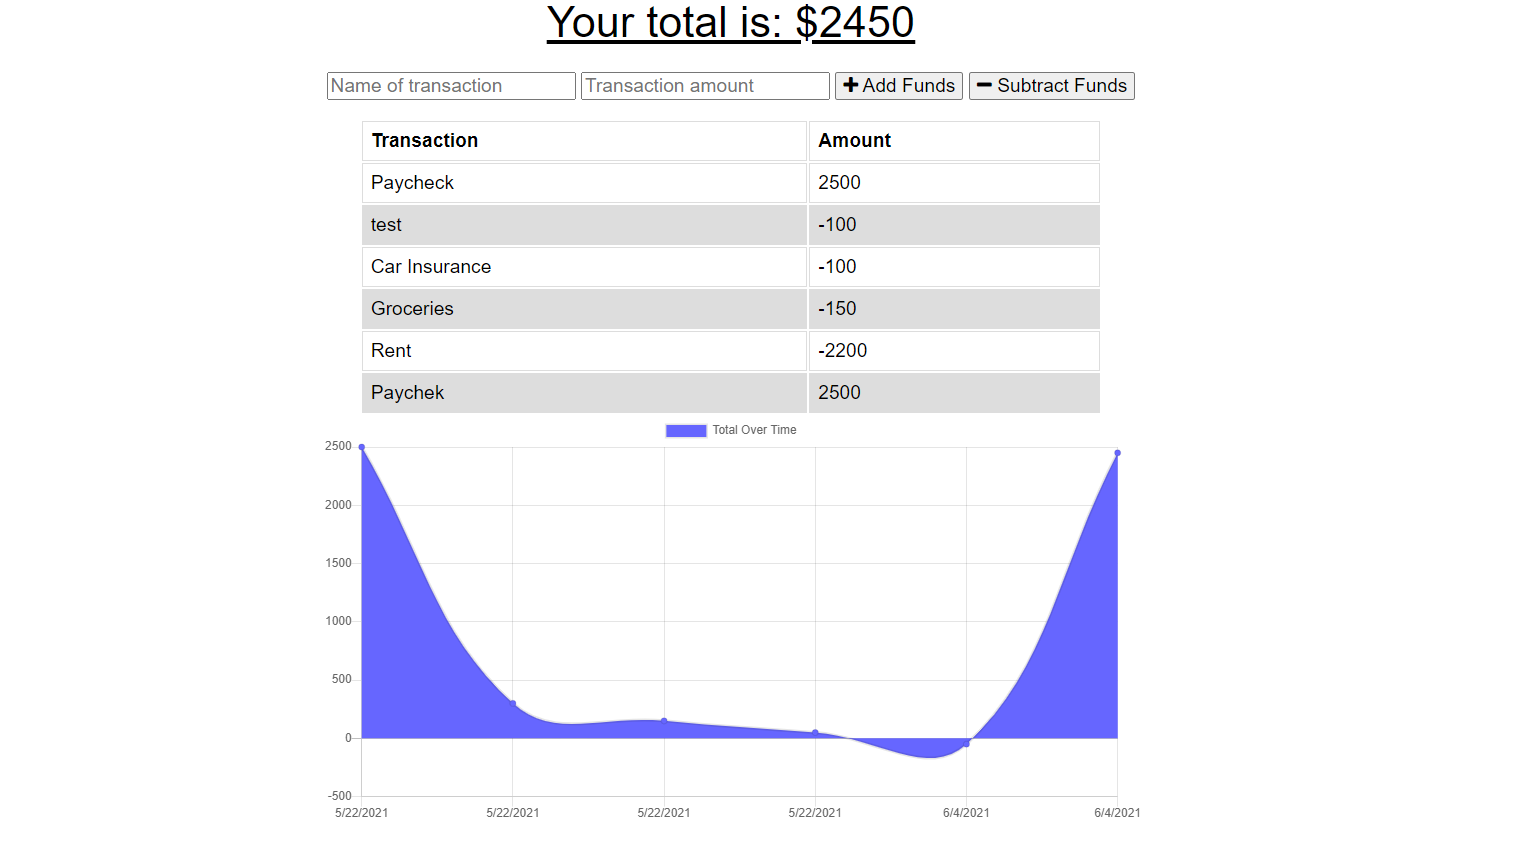 Your total is: $2450
Name of transaction Transaction amount + Add Funds − Subtract Funds
Transaction Amount
Paycheck 2500
test -100
Car Insurance -100
Groceries -150
Rent -2200
Paychek 2500
Total Over Time
2500
2000
1500
1000
500
0
-500
5/22/2021 5/22/2021 5/22/2021 5/22/2021 6/4/2021 6/4/2021